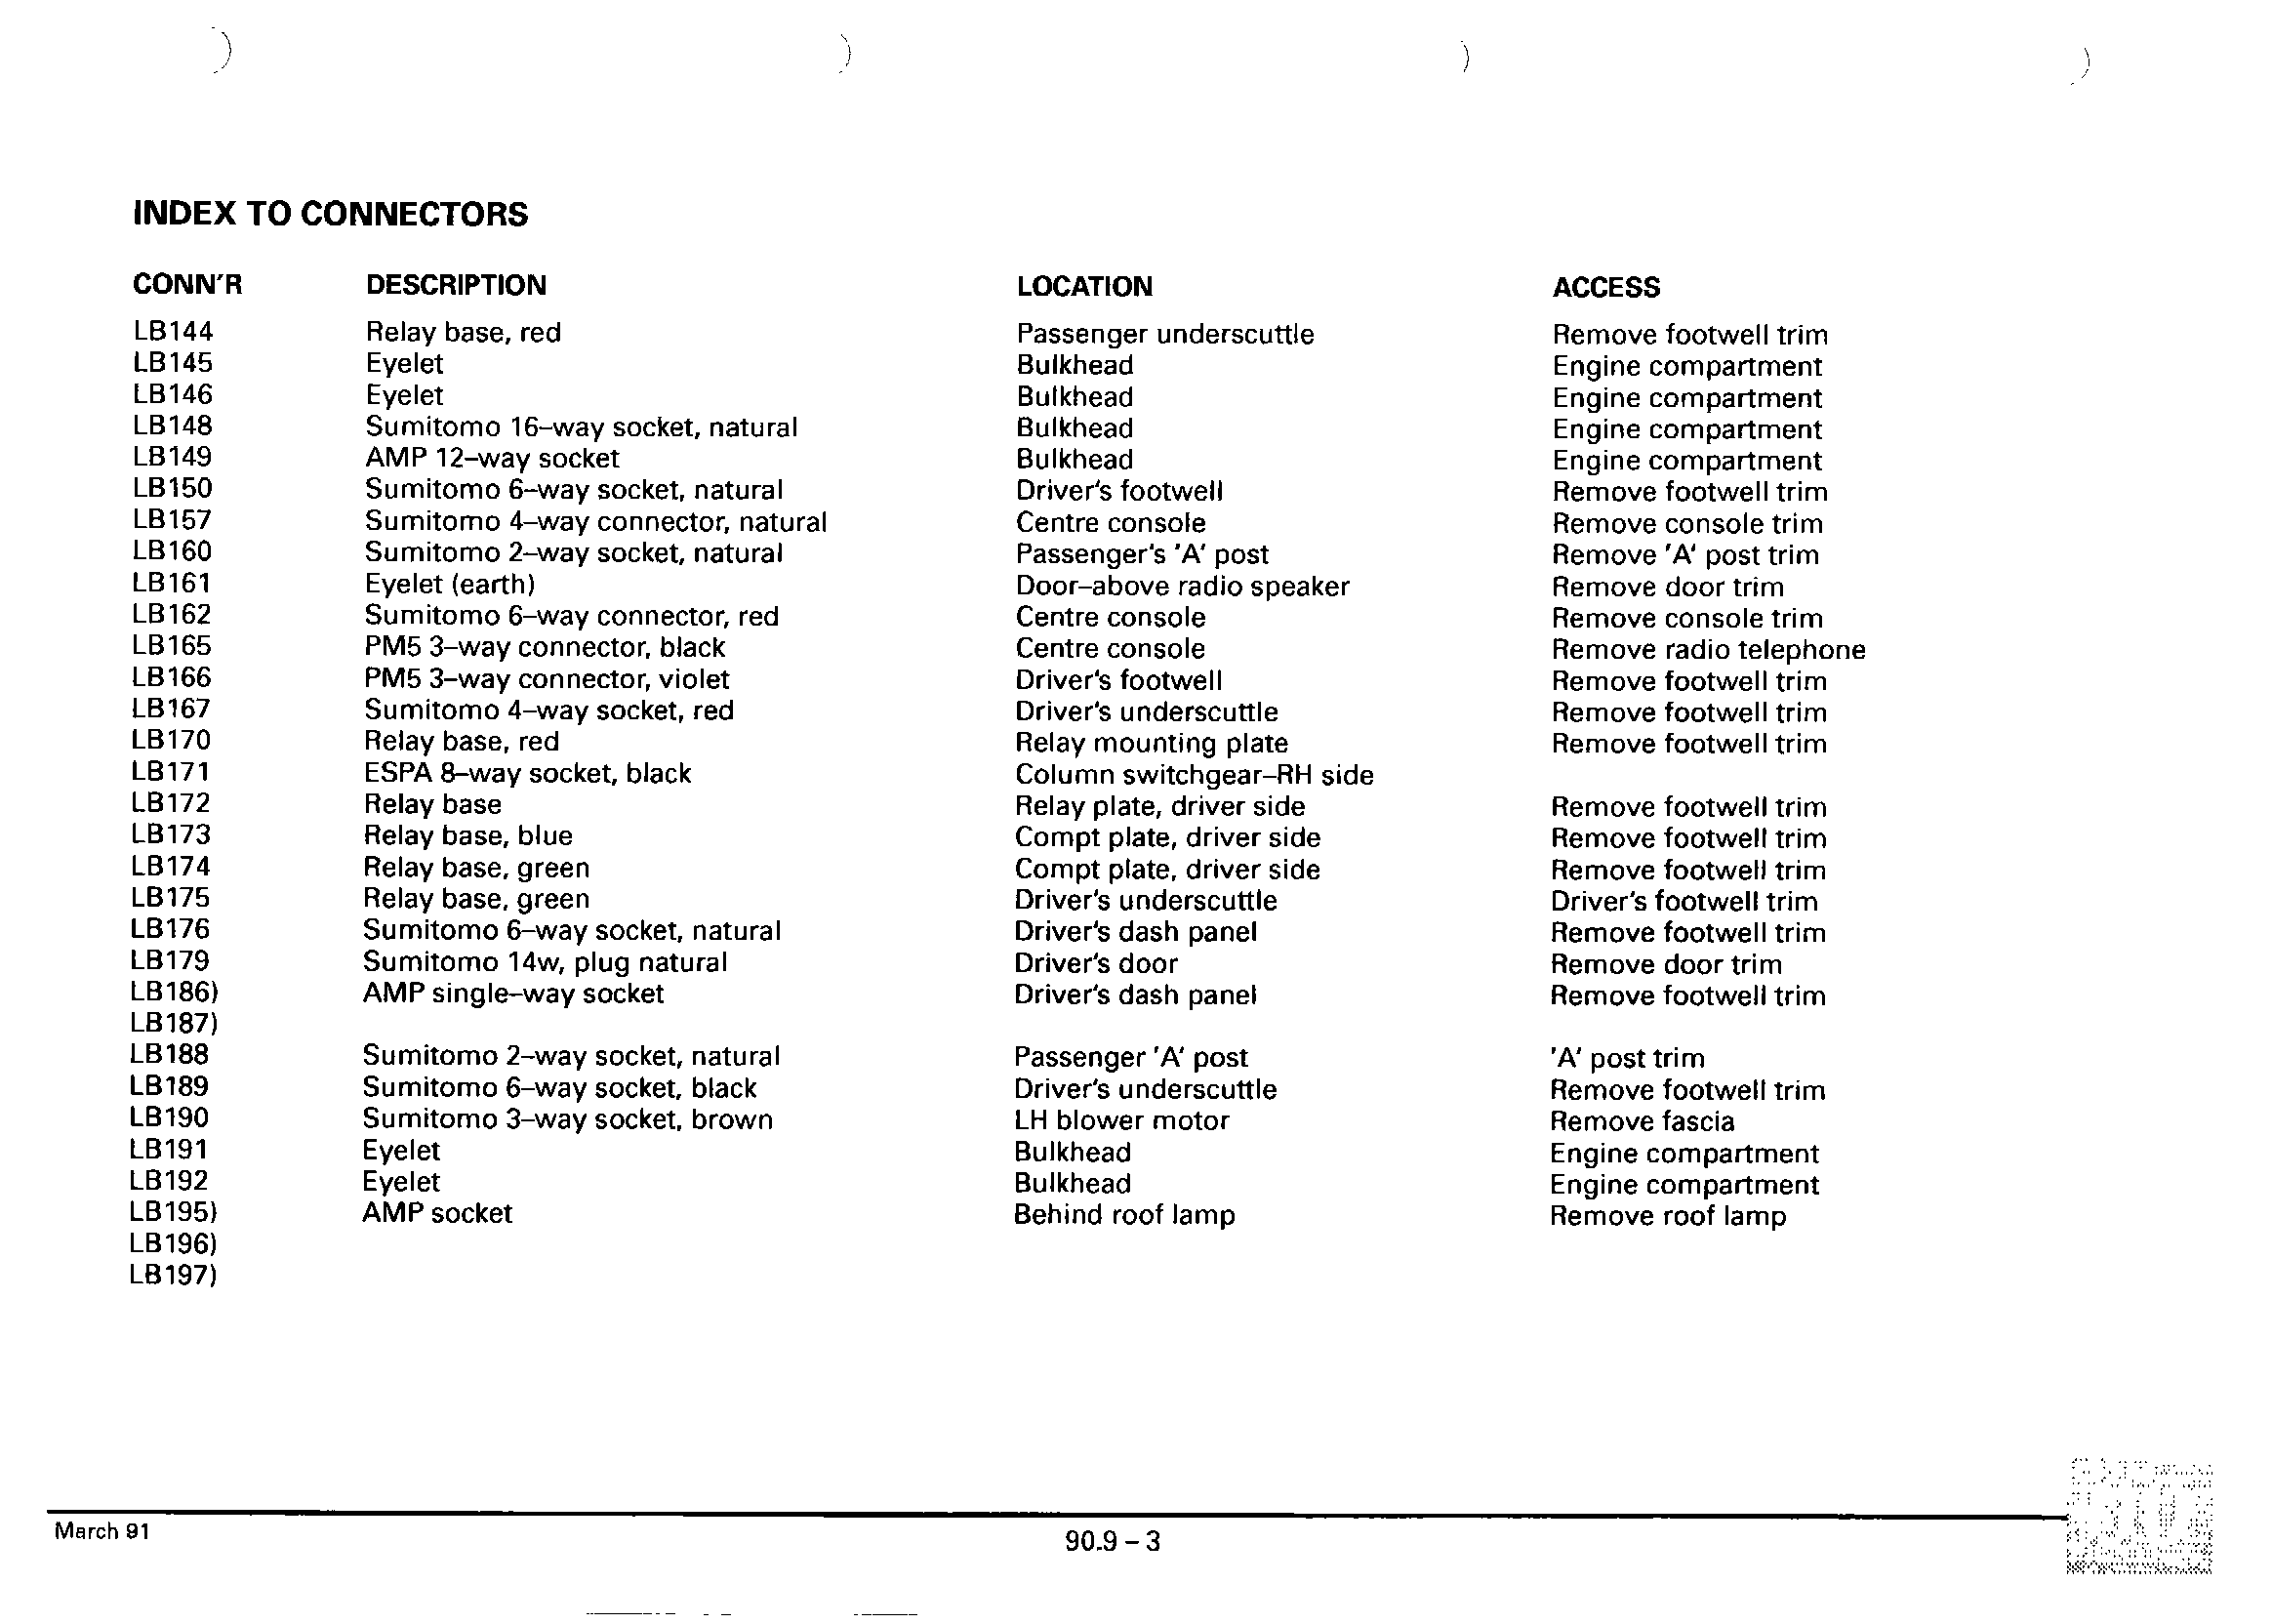 INDEX TO CONNECTORS
CONN'R DESCRIPTION LOCATION ACCESS
LB144 Relay base, red Passenger underscuttle Remove footwell trim
LB145 Eyelet Bulkhead Engine compartment
LB146 Eyelet Bulkhead Engine compartment
LB148 Sumitomo 16–way socket, natural Bulkhead Engine compartment
LB149 AMP 12–way socket Bulkhead Engine compartment
LB150 Sumitomo 6–way socket, natural Driver's footwell Remove footwell trim
LB157 Sumitomo 4–way connector, natural Centre console Remove console trim
LB160 Sumitomo 2–way socket, natural Passenger's 'A' post Remove 'A' post trim
LB161 Eyelet (earth) Door–above radio speaker Remove door trim
LB162 Sumitomo 6–way connector, red Centre console Remove console trim
LB165 PM5 3–way connector, black Centre console Remove radio telephone
LB166 PM5 3–way connector, violet Driver's footwell Remove footwell trim
LB167 Sumitomo 4–way socket, red Driver's underscuttle Remove footwell trim
LB170 Relay base, red Relay mounting plate Remove footwell trim
LB171 ESPA 8–way socket, black Column switchgear–RH side
LB172 Relay base Relay plate, driver side Remove footwell trim
LB173 Relay base, blue Compt plate, driver side Remove footwell trim
LB174 Relay base, green Compt plate, driver side Remove footwell trim
LB175 Relay base, green Driver's underscuttle Driver's footwell trim
LB176 Sumitomo 6–way socket, natural Driver's dash panel Remove footwell trim
LB179 Sumitomo 14w, plug natural Driver's door Remove door trim
LB186) AMP single–way socket Driver's dash panel Remove footwell trim
LB187)
LB188 Sumitomo 2–way socket, natural Passenger 'A' post 'A' post trim
LB189 Sumitomo 6–way socket, black Driver's underscuttle Remove footwell trim
LB190 Sumitomo 3–way socket, brown LH blower motor Remove fascia
LB191 Eyelet Bulkhead Engine compartment
LB192 Eyelet Bulkhead Engine compartment
LB195) AMP socket Behind roof lamp Remove roof lamp
LB196)
LB197)
March 91 90.9 – 3